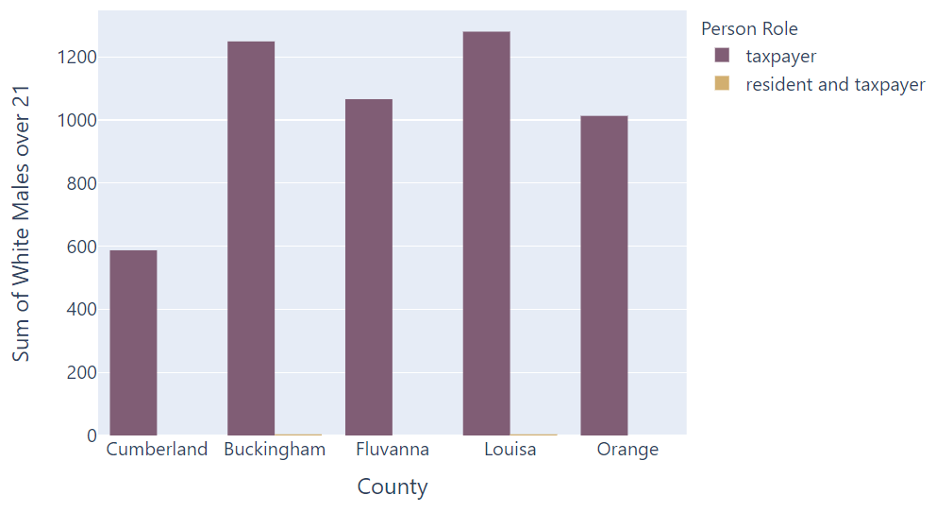 Sum of White Males over 21
1200
1000
800
600
400
200
0
Cumberland Buckingham Fluvanna Louisa Orange
County
Person Role
taxpayer
resident and taxpayer